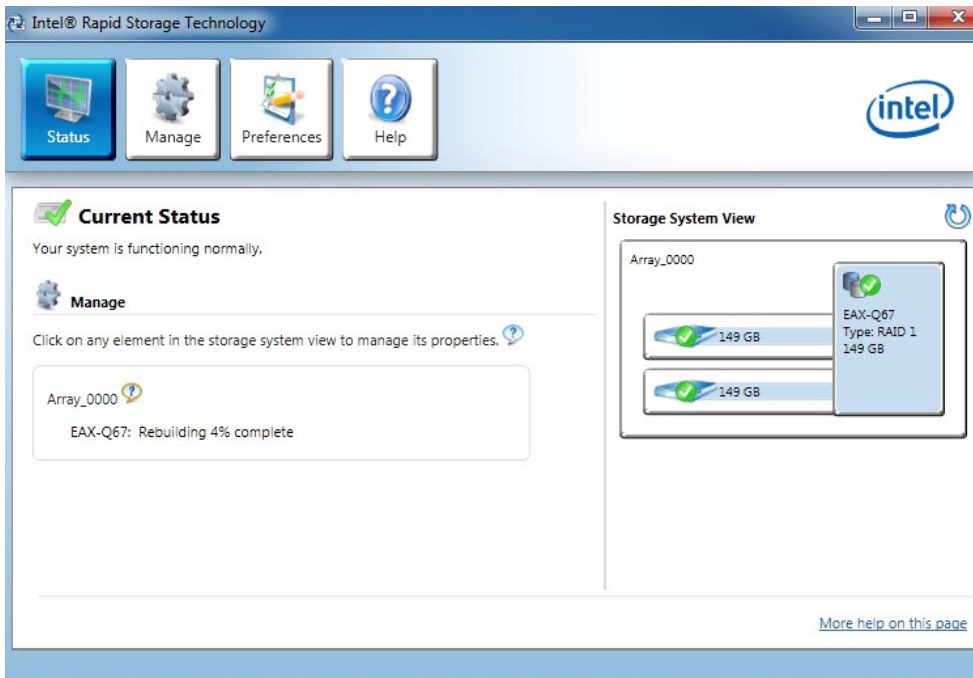 Intel® Rapid Storage Technology
Status
Manage
Preferences
Help
intel
Current Status
Your system is functioning normally.
Manage
Click on any element in the storage system view to manage its properties.
Array_0000
EAX-Q67: Rebuilding 4% complete
Storage System View
Array_0000
149 GB
149 GB
EAX-Q67
Type: RAID 1
149 GB
More help on this page